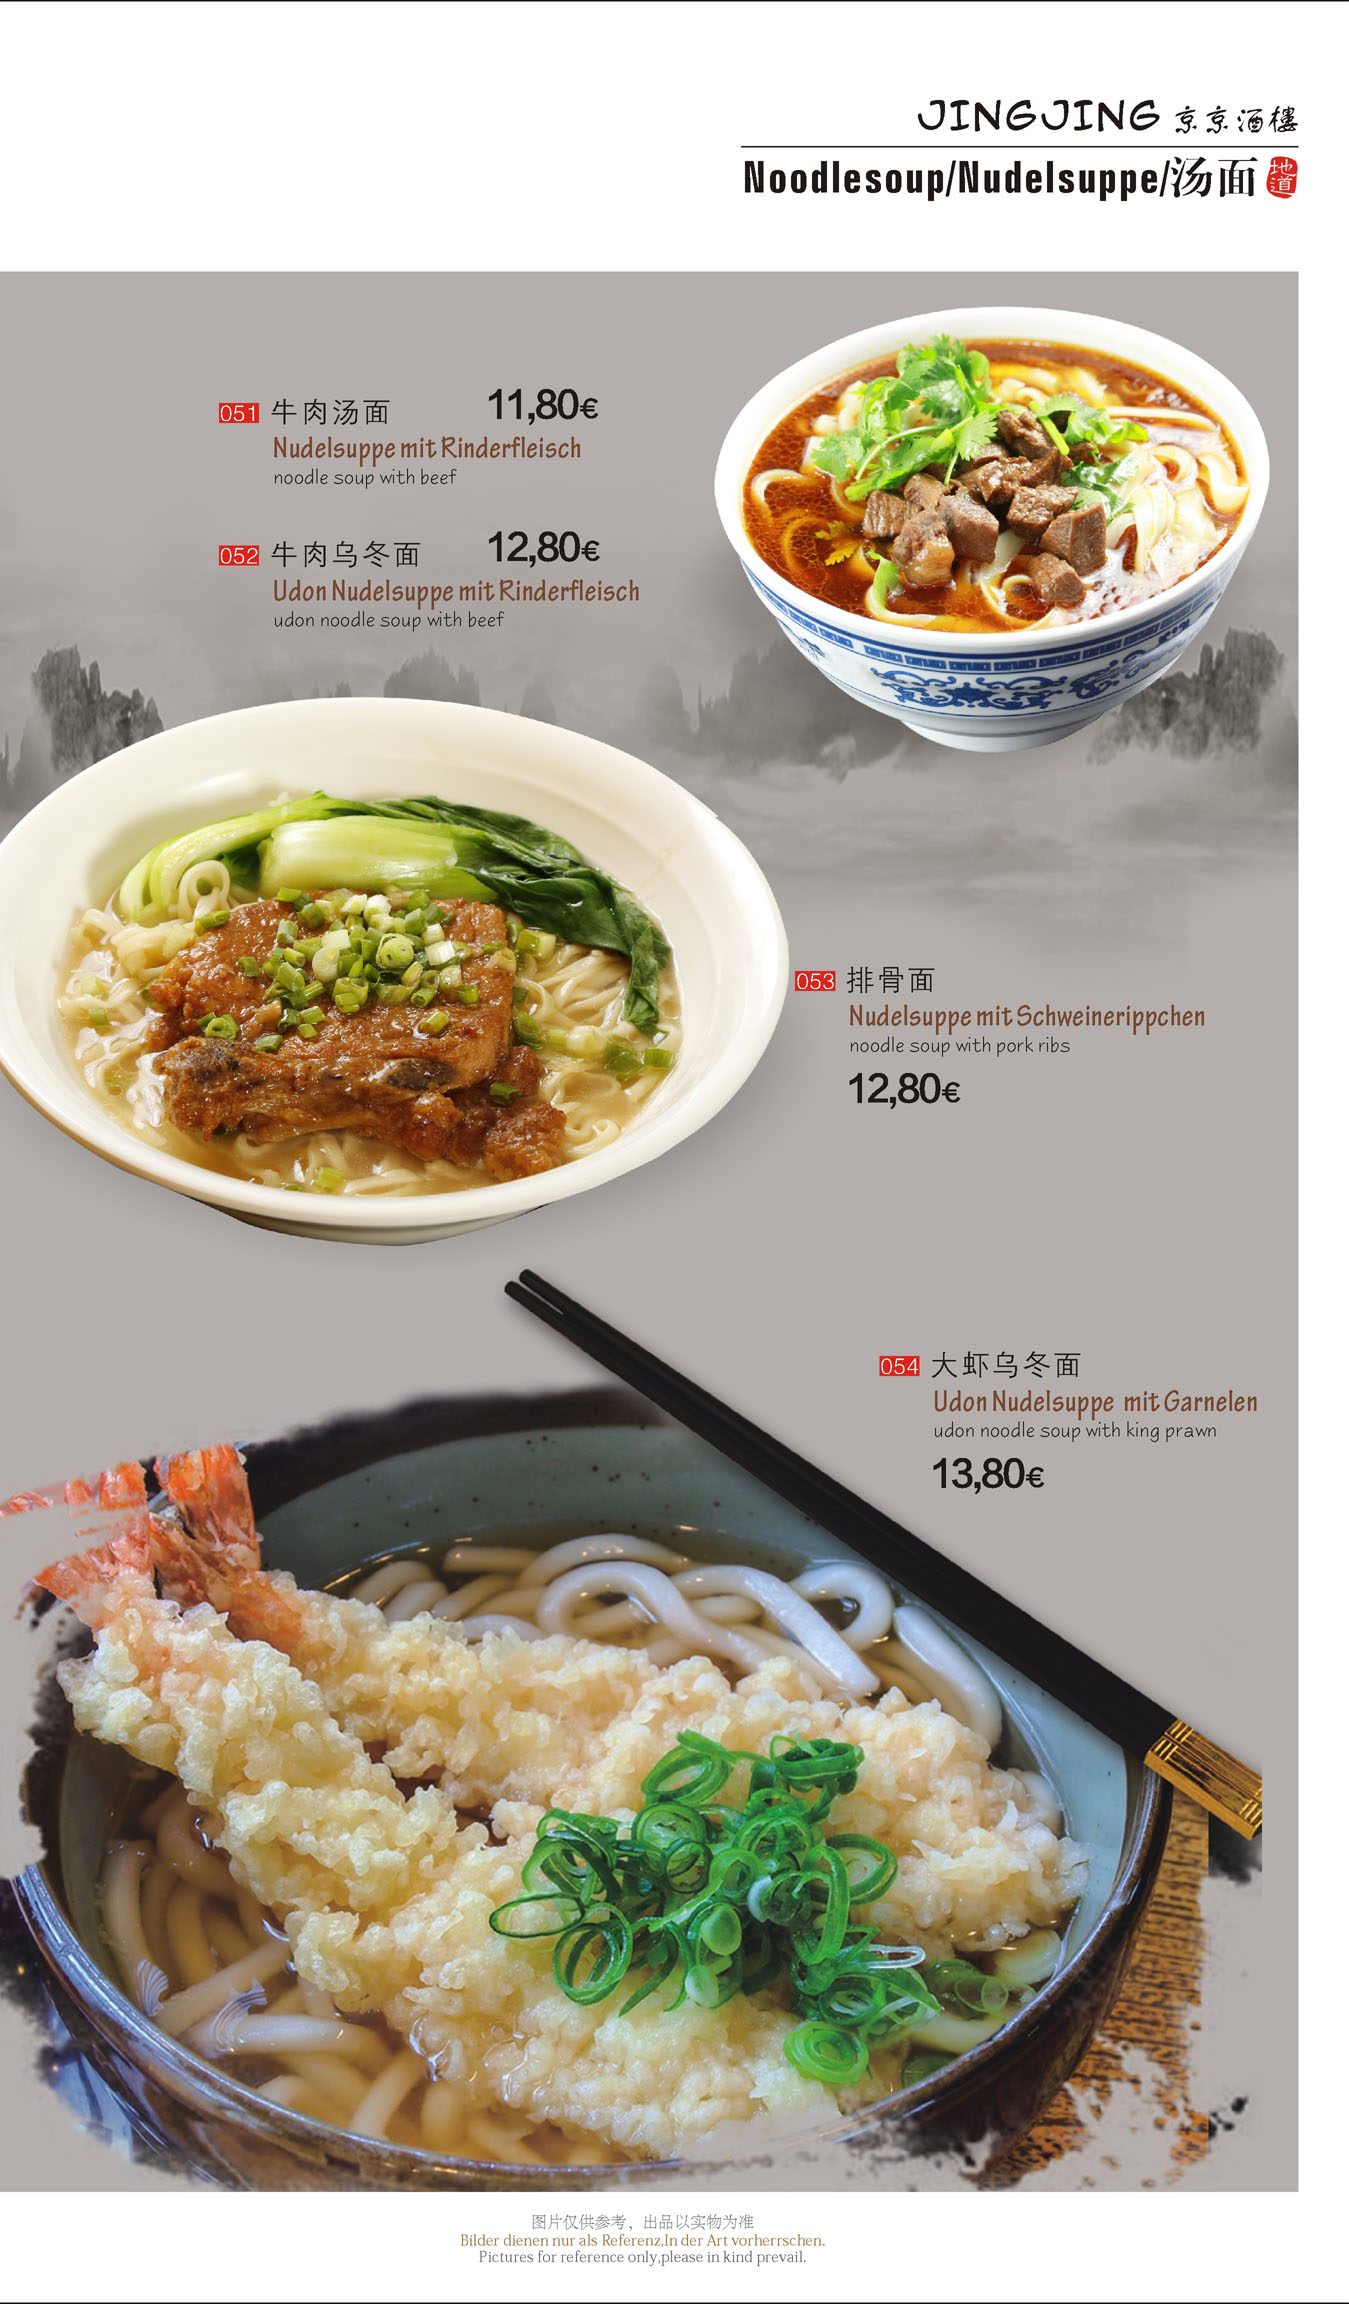 JINGJING 京京酒樓
Noodlesoup/Nudelsuppe/汤面 地道
051 牛肉汤面 11,80€
Nudelsuppe mit Rinderfleisch
noodle soup with beef
052 牛肉乌冬面 12,80€
Udon Nudelsuppe mit Rinderfleisch
udon noodle soup with beef
053 排骨面
Nudelsuppe mit Schweinerippchen
noodle soup with pork ribs
12,80€
054 大虾乌冬面
Udon Nudelsuppe mit Garnelen
udon noodle soup with king prawn
13,80€
图片仅供参考，出品以实物为准
Bilder dienen nur als Referenz,In der Art vorherrschen.
Pictures for reference only,please in kind prevail.